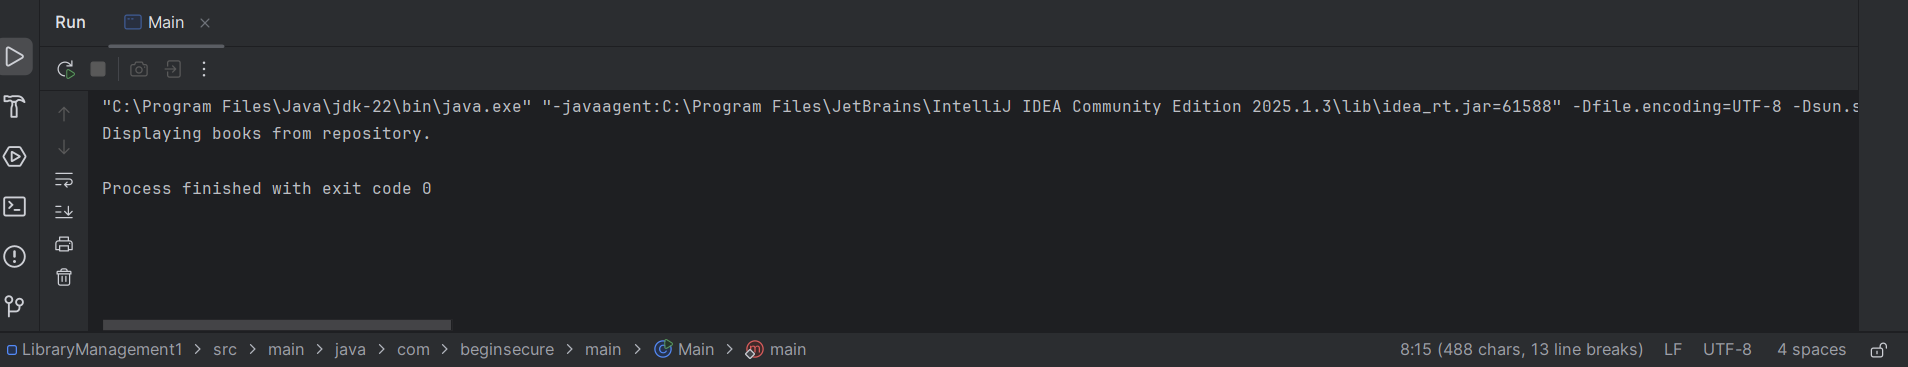 Run Main
"C:\Program Files\Java\jdk-22\bin\java.exe" "-javaagent:C:\Program Files\JetBrains\IntelliJ IDEA Community Edition 2025.1.3\lib\idea_rt.jar=61588" -Dfile.encoding=UTF-8 -Dsun.s
Displaying books from repository.
Process finished with exit code 0
LibraryManagement1 > src > main > java > com > beginsecure > main > Main > main 8:15 (488 chars, 13 line breaks) LF UTF-8 4 spaces